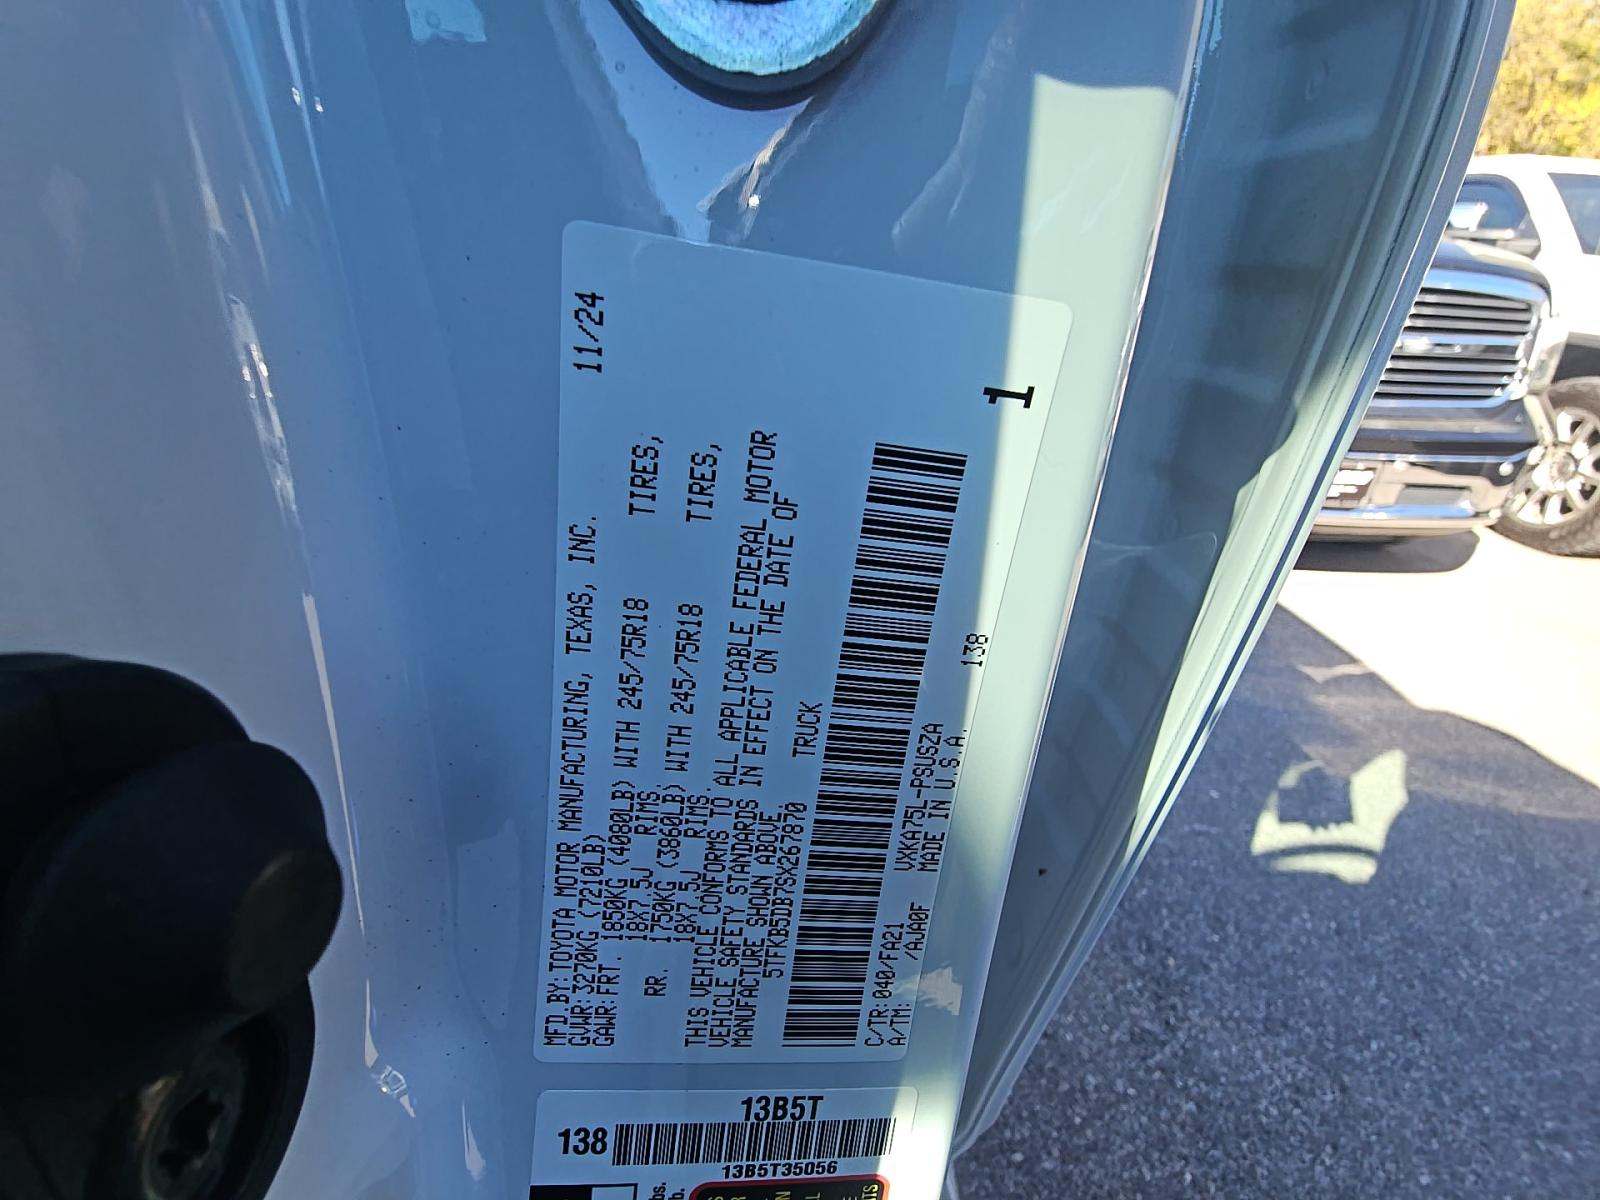 MFD BY: TOYOTA MOTOR MANUFACTURING, TEXAS, INC. 11/24
GVWR: 3270KG (7210LB)
GAWR: FRT. 1850KG (4080LB) WITH 245/75R18 TIRES,
18X7.5J RIMS,
RR. 1750KG (3860LB) WITH 245/75R18 TIRES,
18X7.5J RIMS.
THIS VEHICLE CONFORMS TO ALL APPLICABLE FEDERAL MOTOR
VEHICLE SAFETY STANDARDS IN EFFECT ON THE DATE OF
MANUFACTURE SHOWN ABOVE.
5TFKB5DB7SX267870 TRUCK
1
C/TR: 040/FA21 VXKA75L-PSUSZA
A/TM: /AJA0F MADE IN U.S.A. 138
138 13B5T
13B5T35056